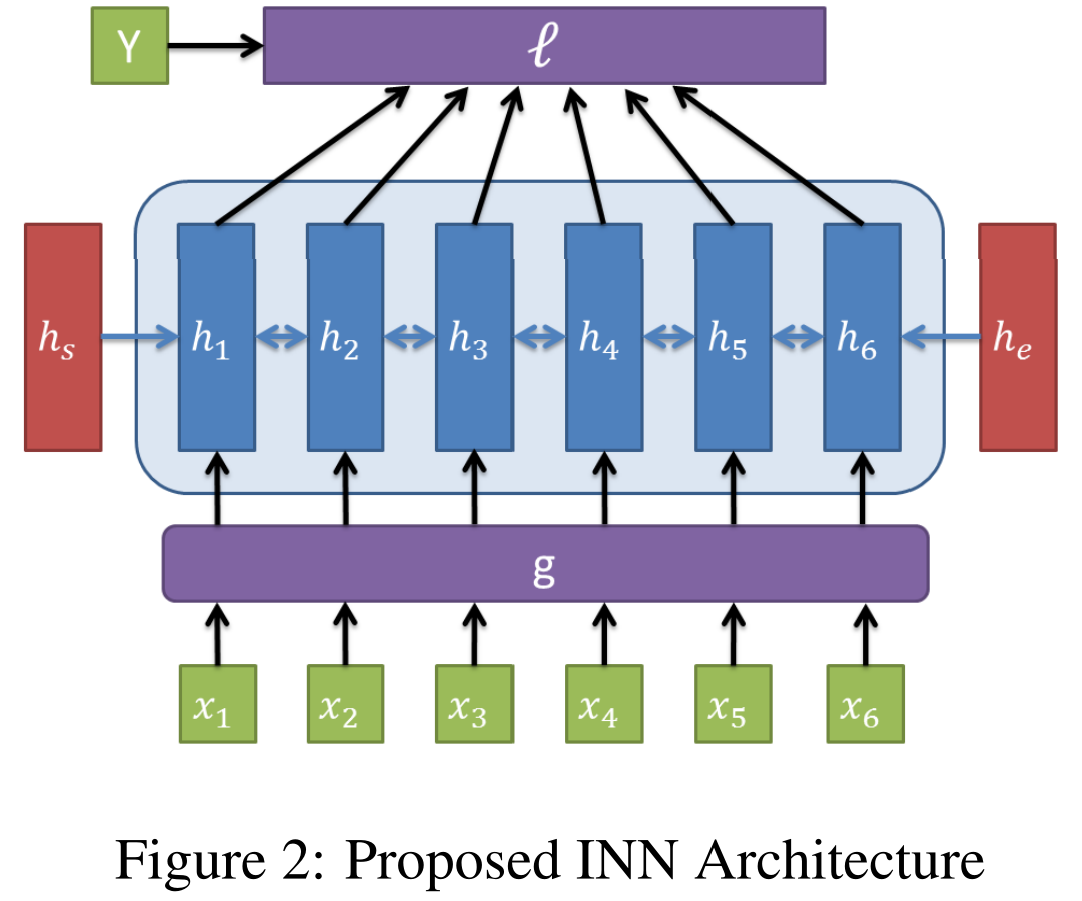 Y ℓ
h_s h_1 h_2 h_3 h_4 h_5 h_6 h_e
g
x_1 x_2 x_3 x_4 x_5 x_6
Figure 2: Proposed INN Architecture